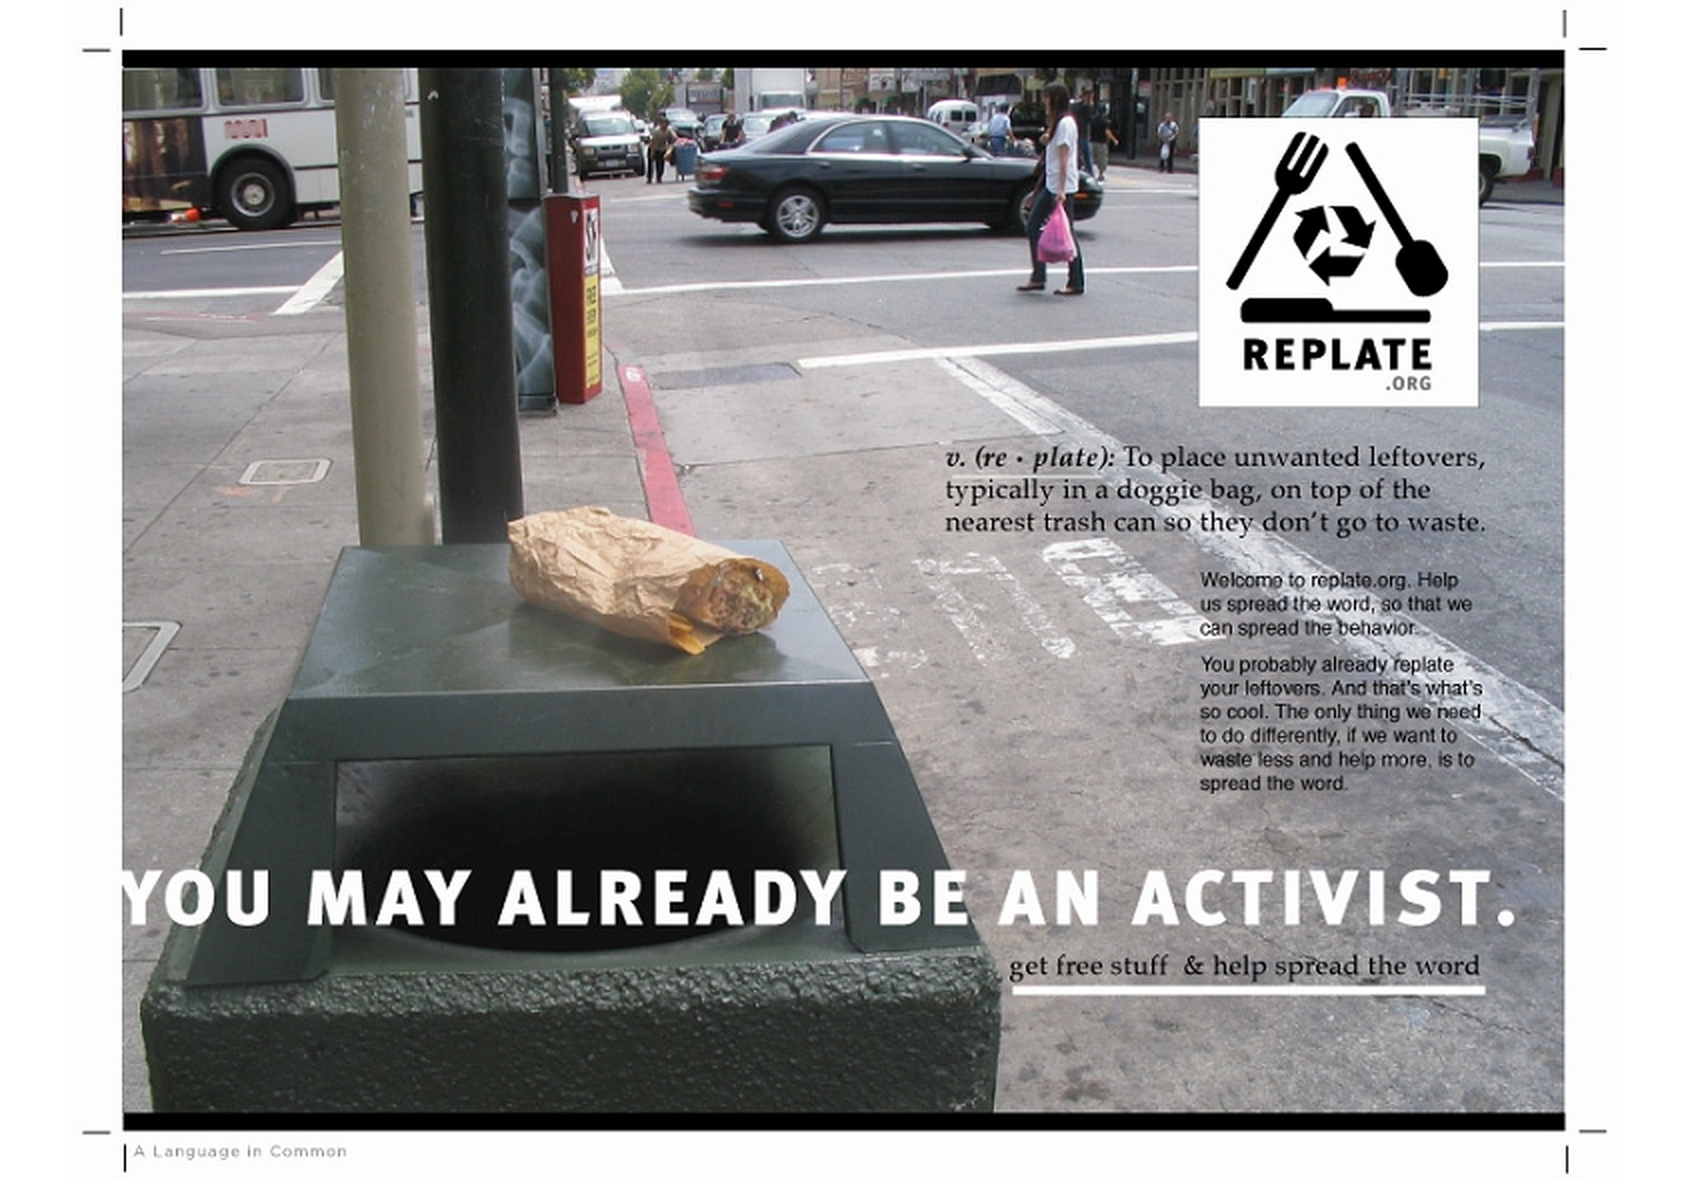 REPLATE
.ORG
v. (re · plate): To place unwanted leftovers,
typically in a doggie bag, on top of the
nearest trash can so they don't go to waste.
Welcome to replate.org. Help
us spread the word, so that we
can spread the behavior.
You probably already replate
your leftovers. And that's what's
so cool. The only thing we need
to do differently, if we want to
waste less and help more, is to
spread the word.
YOU MAY ALREADY BE AN ACTIVIST.
get free stuff & help spread the word
A Language in Common